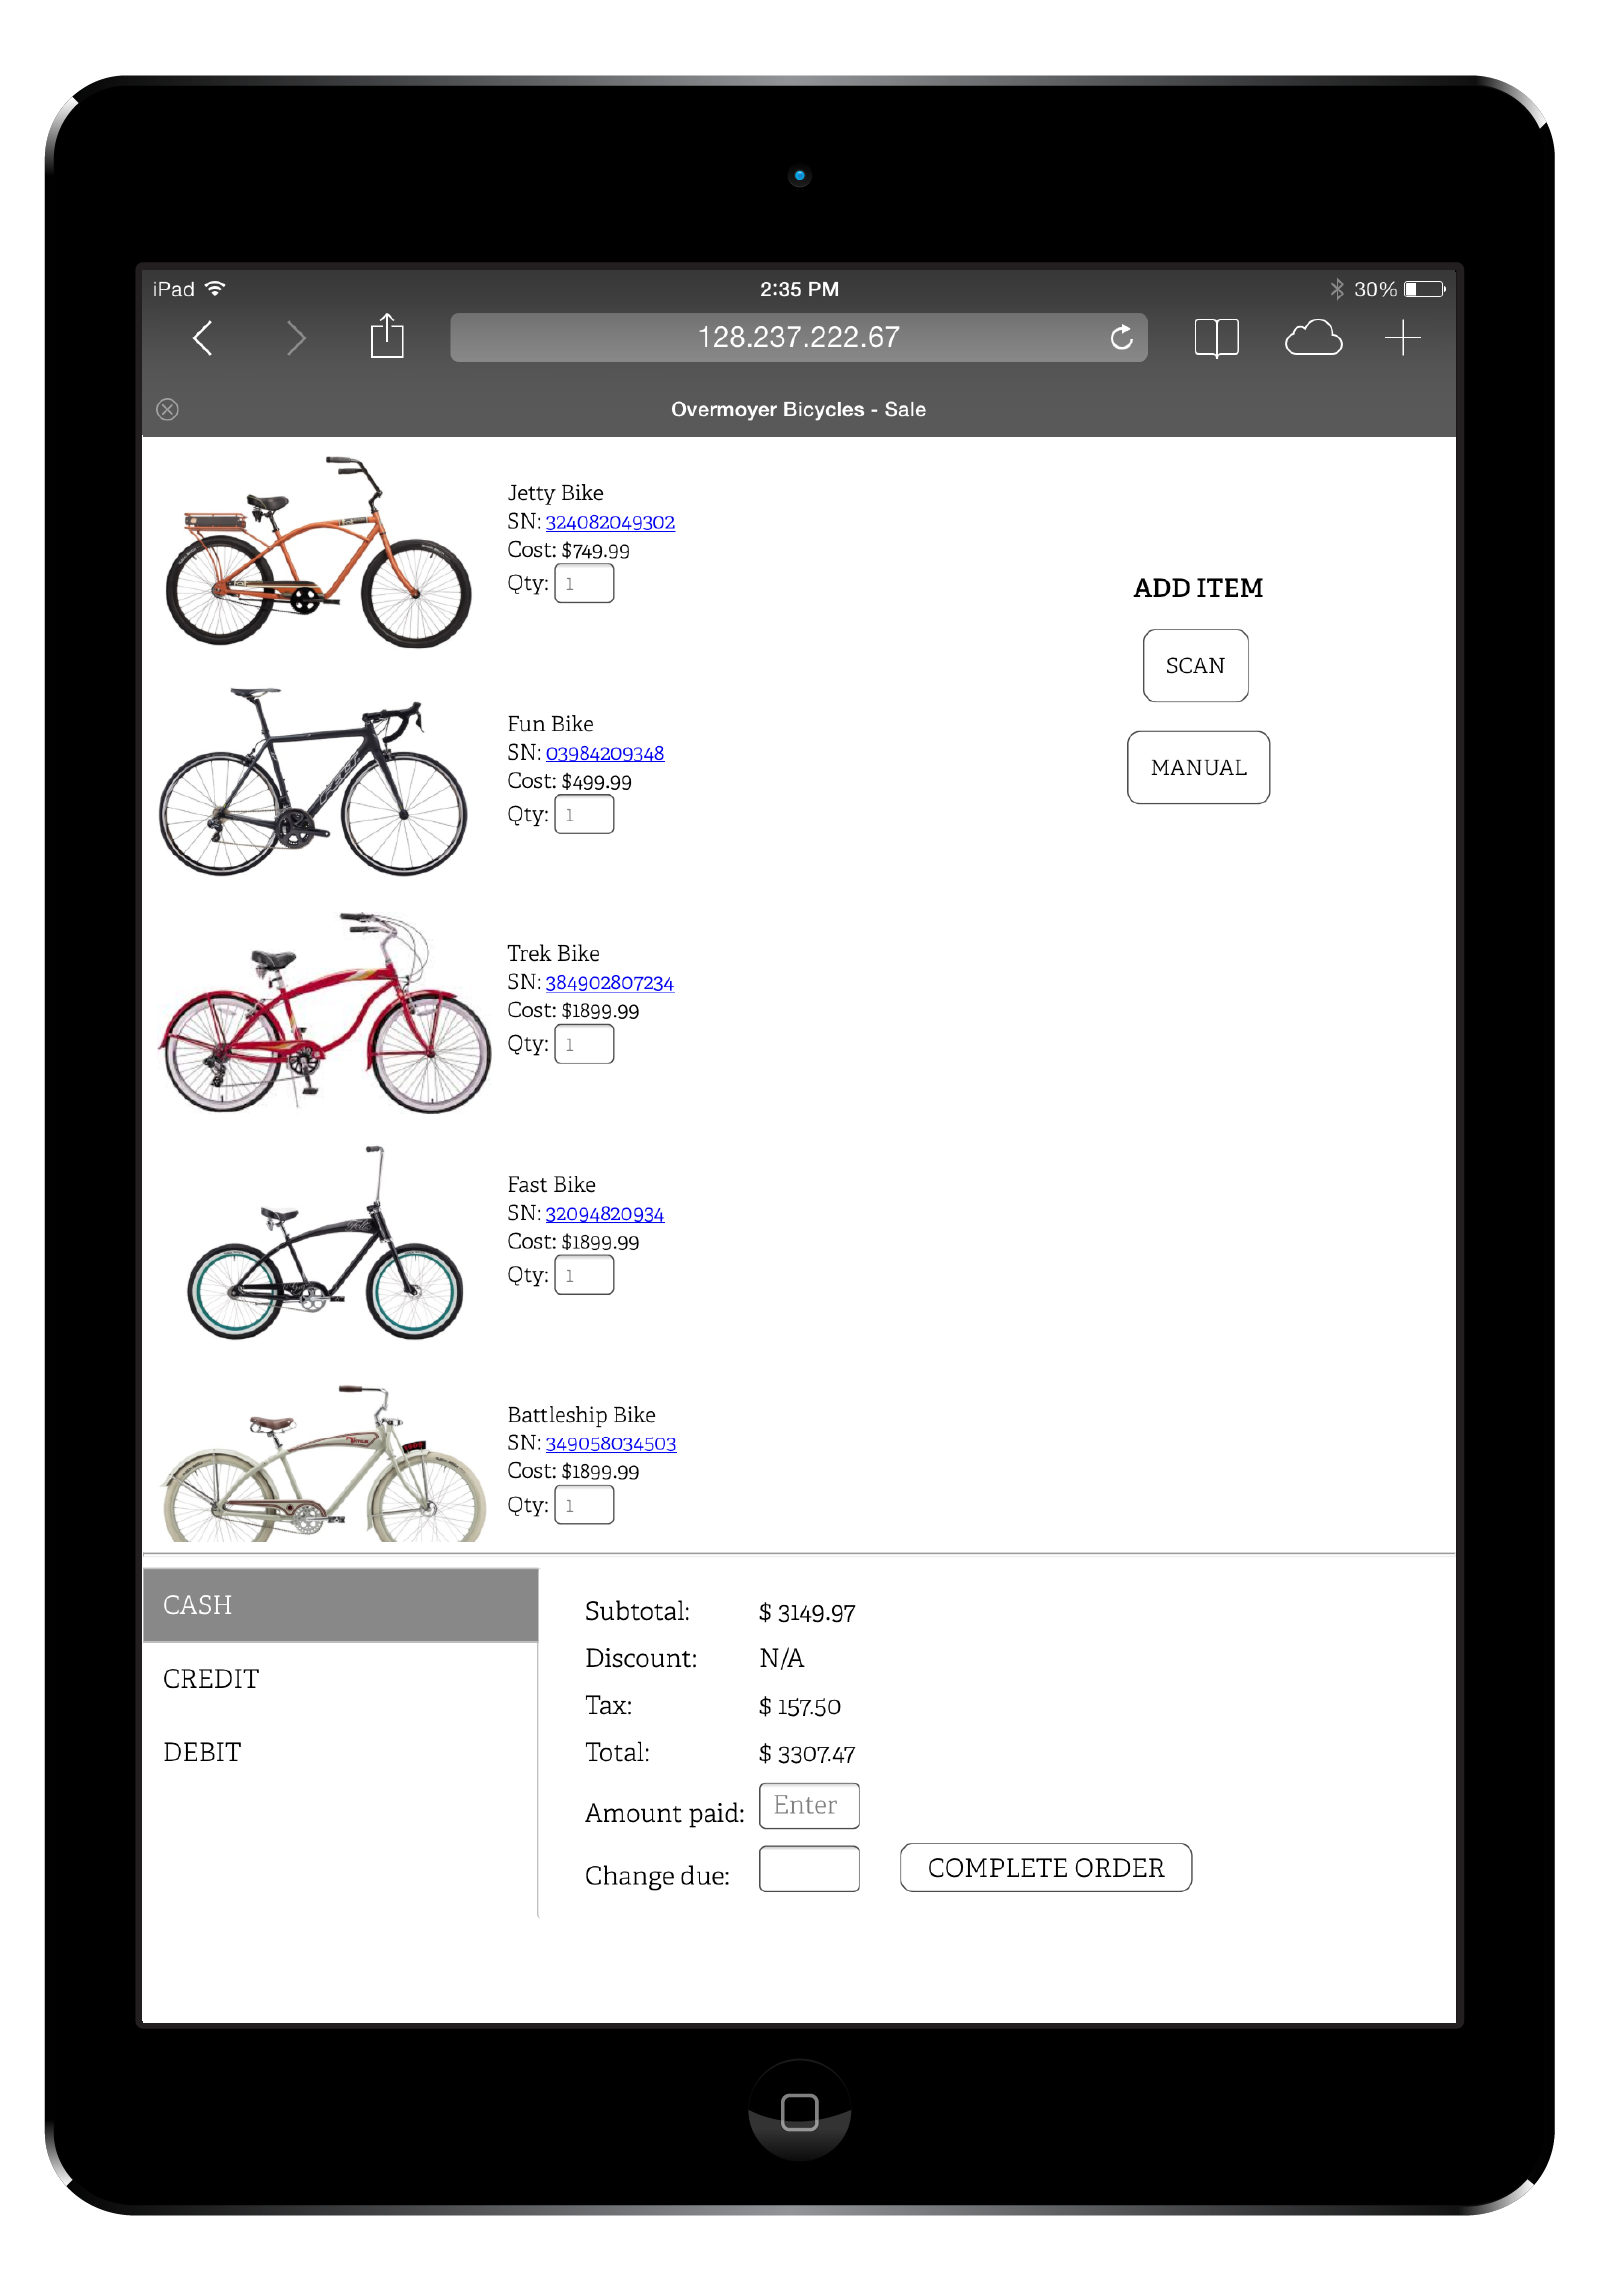 iPad
2:35 PM
30%
128.237.222.67
Overmoyer Bicycles - Sale
Jetty Bike
SN: 324082049302
Cost: $749.99
Qty: 1
ADD ITEM
SCAN
MANUAL
Fun Bike
SN: 03984209348
Cost: $499.99
Qty: 1
Trek Bike
SN: 384902807234
Cost: $1899.99
Qty: 1
Fast Bike
SN: 32094820934
Cost: $1899.99
Qty: 1
Battleship Bike
SN: 349058034503
Cost: $1899.99
Qty: 1
CASH
CREDIT
DEBIT
Subtotal: $ 3149.97
Discount: N/A
Tax: $ 157.50
Total: $ 3307.47
Amount paid: Enter
Change due:
COMPLETE ORDER